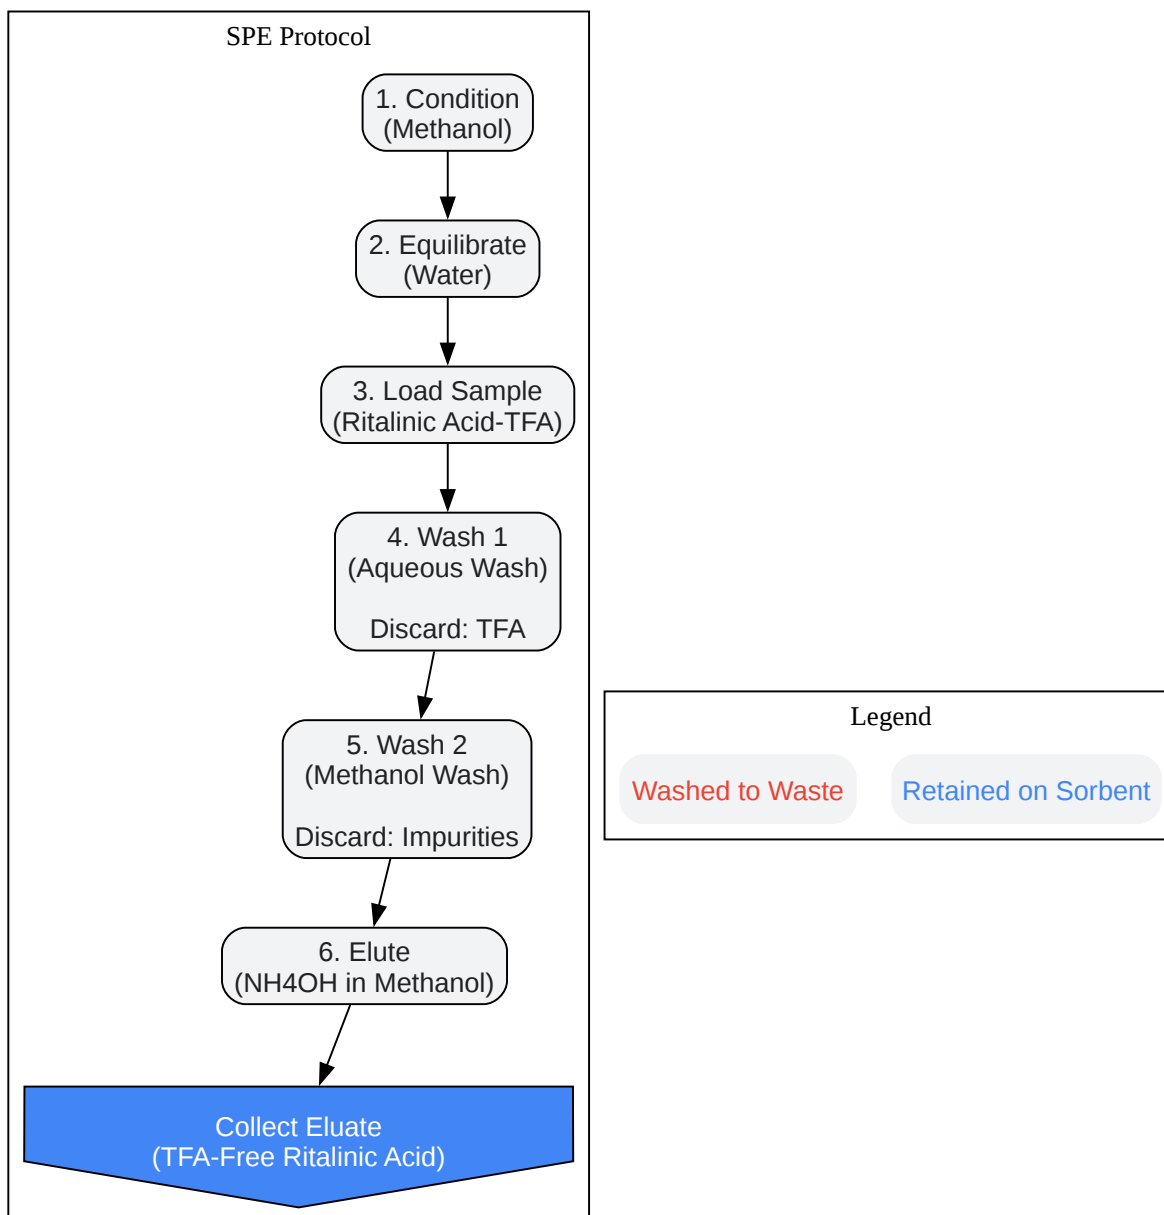 SPE Protocol
1. Condition
(Methanol)
2. Equilibrate
(Water)
3. Load Sample
(Ritalinic Acid-TFA)
4. Wash 1
(Aqueous Wash)
Discard: TFA
5. Wash 2
(Methanol Wash)
Discard: Impurities
6. Elute
(NH4OH in Methanol)
Collect Eluate
(TFA-Free Ritalinic Acid)
Legend
Washed to Waste
Retained on Sorbent